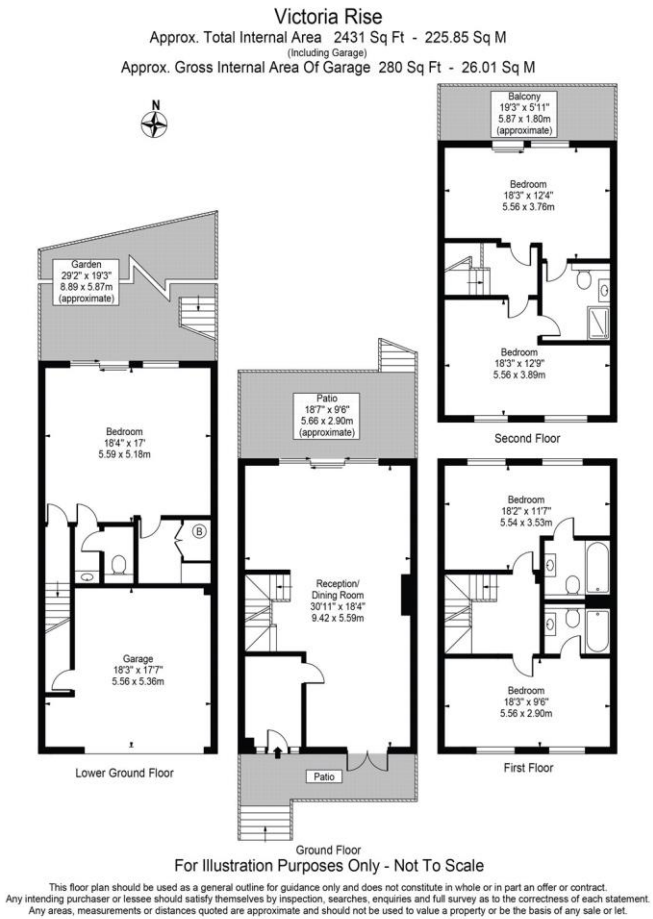 Victoria Rise
Approx. Total Internal Area 2431 Sq Ft - 225.85 Sq M
(Including Garage)
Approx. Gross Internal Area Of Garage 280 Sq Ft - 26.01 Sq M
N
Balcony
19'3" x 5'11"
5.87 x 1.80m
(approximate)
Bedroom
18'3" x 12'4"
5.56 x 3.76m
Bedroom
18'3" x 12'9"
5.56 x 3.89m
Second Floor
Garden
29'2" x 19'3"
8.89 x 5.87m
(approximate)
Bedroom
18'4" x 17'
5.59 x 5.18m
B
Garage
18'3" x 17'7"
5.56 x 5.36m
Lower Ground Floor
Patio
18'7" x 9'6"
5.66 x 2.90m
(approximate)
Reception/
Dining Room
30'11" x 18'4"
9.42 x 5.59m
Patio
Ground Floor
Bedroom
18'2" x 11'7"
5.54 x 3.53m
Bedroom
18'3" x 9'6"
5.56 x 2.90m
First Floor
For Illustration Purposes Only - Not To Scale
This floor plan should be used as a general outline for guidance only and does not constitute in whole or in part an offer or contract.
Any intending purchaser or lessee should satisfy themselves by inspection, searches, enquiries and full survey as to the correctness of each statement.
Any areas, measurements or distances quoted are approximate and should not be used to value a property or be the basis of any sale or let.